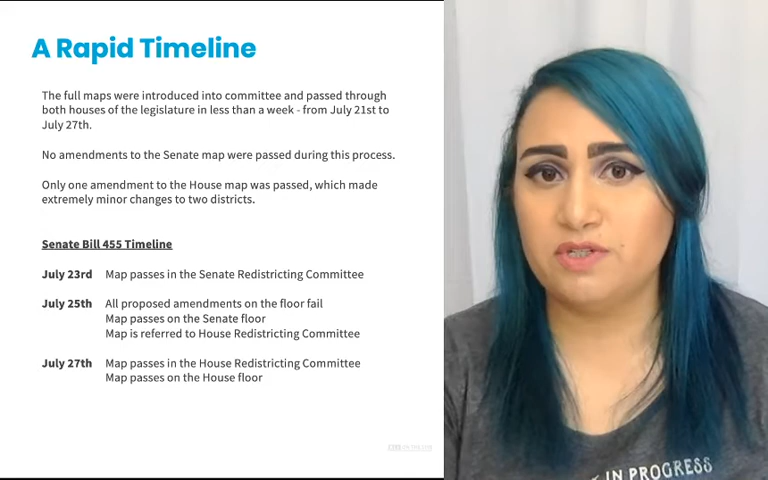 A Rapid Timeline
The full maps were introduced into committee and passed through
both houses of the legislature in less than a week - from July 21st to
July 27th.
No amendments to the Senate map were passed during this process.
Only one amendment to the House map was passed, which made
extremely minor changes to two districts.
Senate Bill 455 Timeline
July 23rd Map passes in the Senate Redistricting Committee
July 25th All proposed amendments on the floor fail
Map passes on the Senate floor
Map is referred to House Redistricting Committee
July 27th Map passes in the House Redistricting Committee
Map passes on the House floor
IN PROGRESS